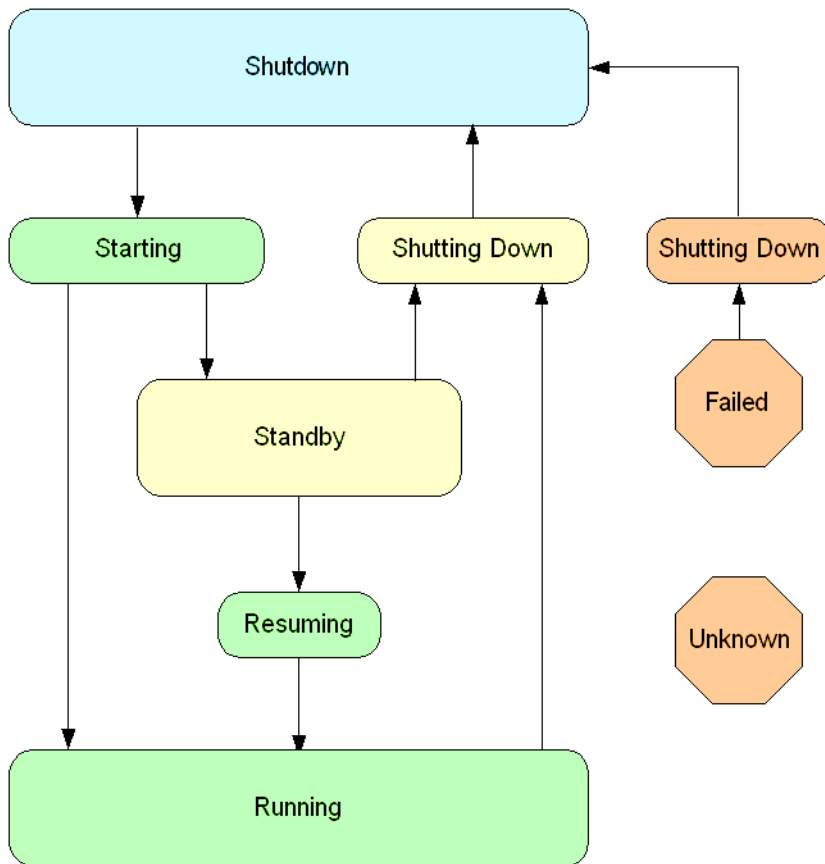 Shutdown
Starting
Shutting Down
Shutting Down
Failed
Standby
Resuming
Unknown
Running